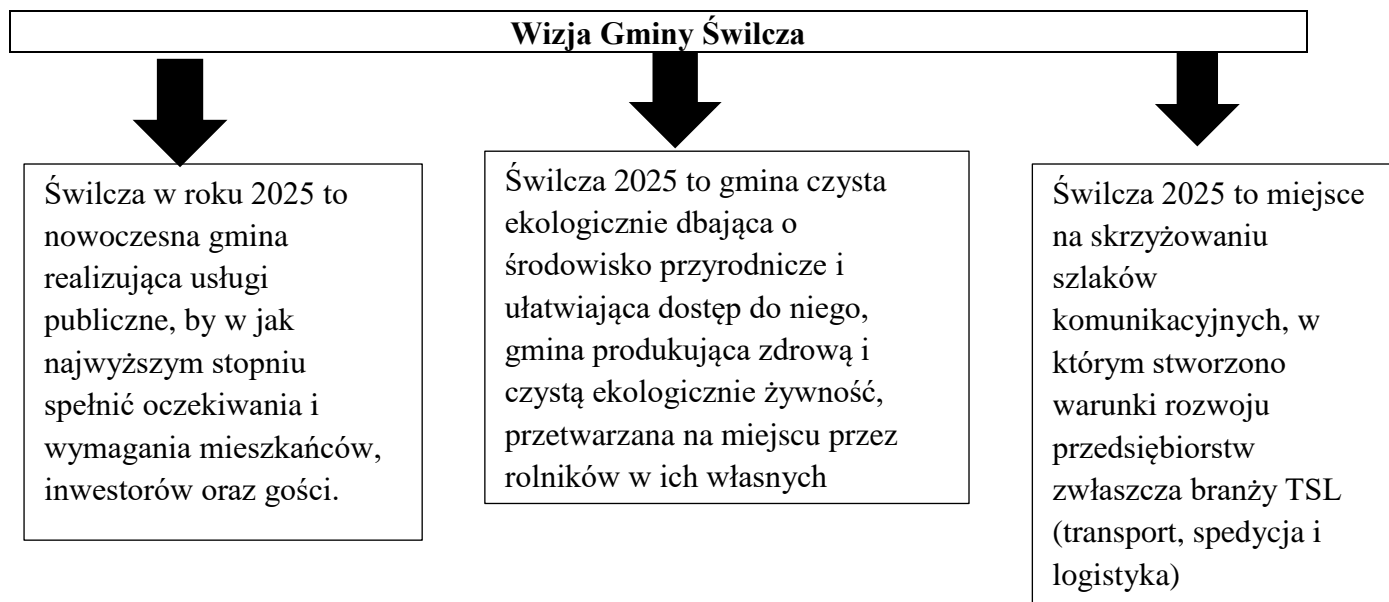 Wizja Gminy Świlcza
Świlcza w roku 2025 to
nowoczesna gmina
realizująca usługi
publiczne, by w jak
najwyższym stopniu
spełnić oczekiwania i
wymagania mieszkańców,
inwestorów oraz gości.
Świlcza 2025 to gmina czysta
ekologicznie dbająca o
środowisko przyrodnicze i
ułatwiająca dostęp do niego,
gmina produkująca zdrową i
czystą ekologicznie żywność,
przetwarzana na miejscu przez
rolników w ich własnych
Świlcza 2025 to miejsce
na skrzyżowaniu
szlaków
komunikacyjnych, w
którym stworzono
warunki rozwoju
przedsiębiorstw
zwłaszcza branży TSL
(transport, spedycja i
logistyka)